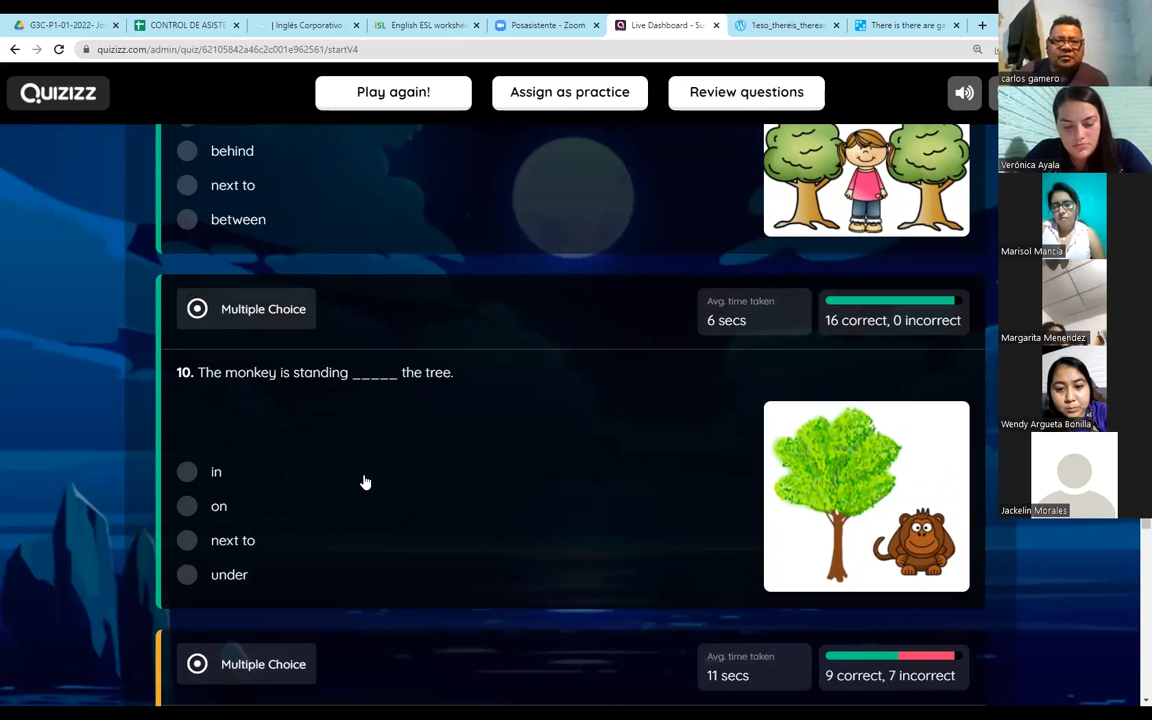 G3C-P1-01-2022- Jo
CONTROL DE ASISTE
Inglés Corporativo
iSL English ESL workshe
Posasistente - Zoom
Live Dashboard - Su
1eso_thereis_therear
There is there are ga
quizizz.com/admin/quiz/62105842a46c2c001e962561/startV4
Quizizz
Play again!
Assign as practice
Review questions
behind
next to
between
Multiple Choice
Avg. time taken
6 secs
16 correct, 0 incorrect
10. The monkey is standing _____ the tree.
in
on
next to
under
Multiple Choice
Avg. time taken
11 secs
9 correct, 7 incorrect
carlos gamero
Verónica Ayala
Marisol Mancía
Margarita Menendez
Wendy Argueta Bonilla
Jackelin Morales